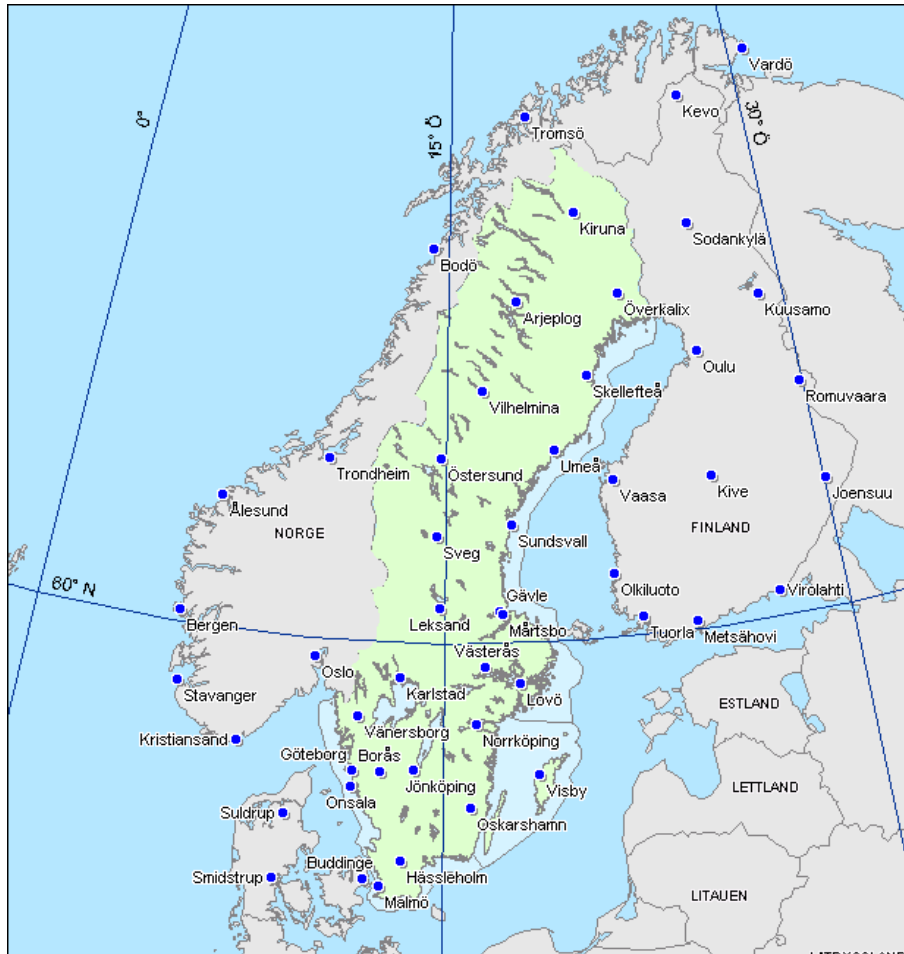 Vardö
Kevo
0°
15° Ö
30° Ö
Tromsö
Kiruna
Sodankylä
Bodö
Arjeplog
Överkalix
Kuusamo
Oulu
Skellefteå
Romuvaara
Vilhelmina
Trondheim
Östersund
Umeå
Vaasa
Kive
Joensuu
Ålesund
NORGE
FINLAND
Sundsvall
Sveg
60° N
Olkiluoto
Virolahti
Gävle
Bergen
Leksand
Mårtsbo
Tuorla
Metsähovi
Västerås
Oslo
Karlstad
Lovö
Stavanger
ESTLAND
Vänersborg
Kristiansand
Norrköping
Göteborg
Borås
Jönköping
Visby
LETTLAND
Onsala
Suldrup
Oskarshamn
Buddinge
Hässleholm
Smidstrup
Malmö
LITAUEN